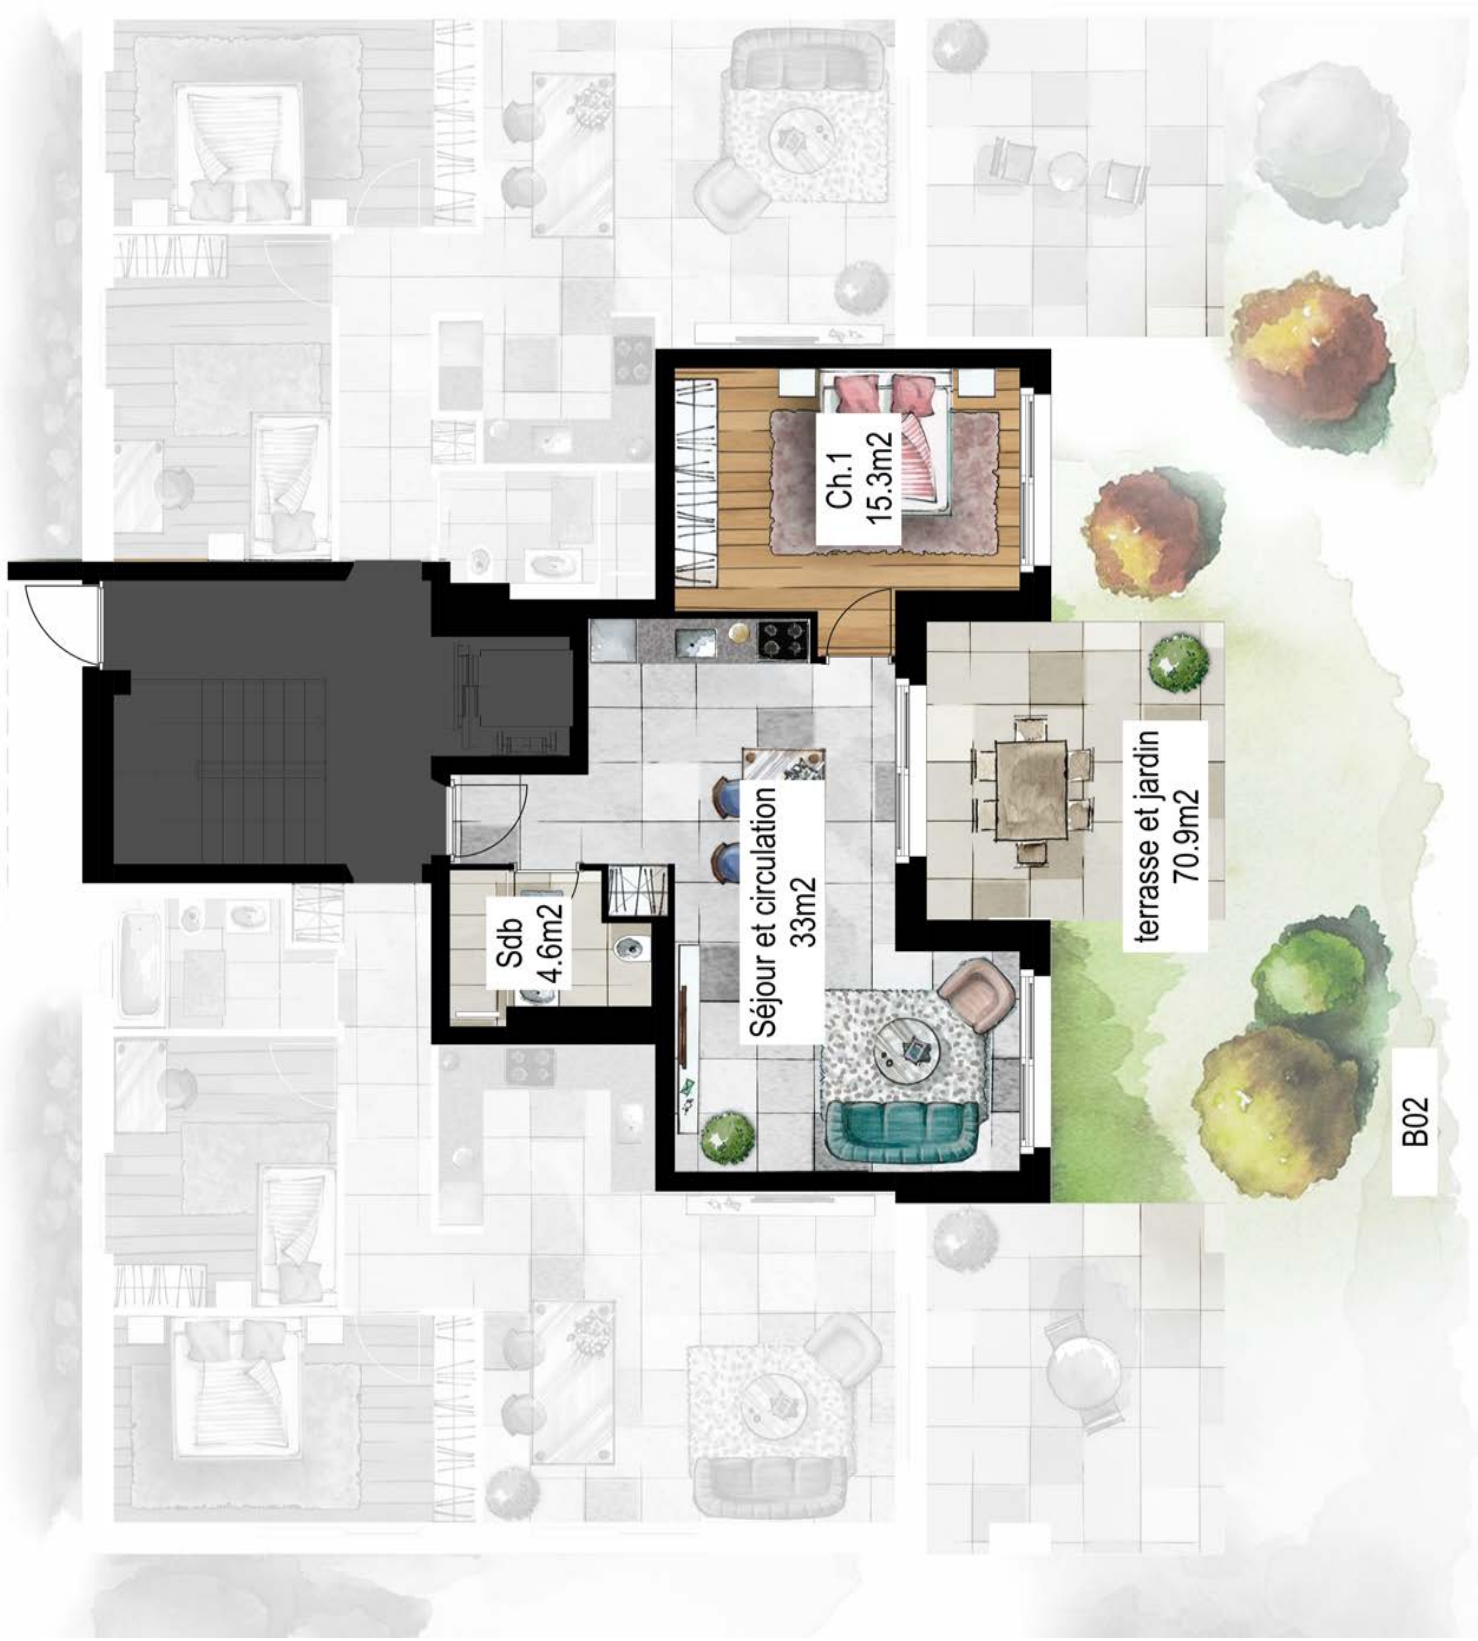 Ch.1
15.3m2
Sdb
4.6m2
Séjour et circulation
33m2
terrasse et jardin
70.9m2
B02